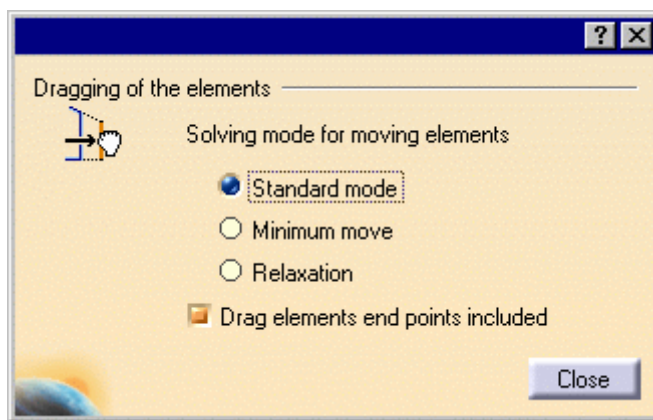 Dragging of the elements
Solving mode for moving elements
Standard mode
Minimum move
Relaxation
Drag elements end points included
Close